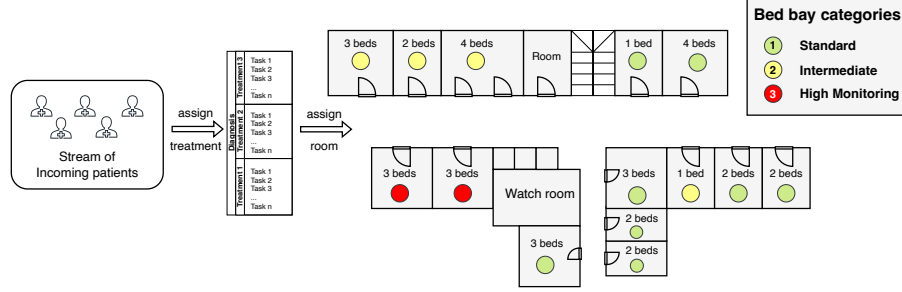 Bed bay categories
1 Standard
2 Intermediate
3 High Monitoring
Stream of
Incoming patients
assign
treatment
Diagnosis
Treatment 3
Task 1
Task 2
Task 3
...
Task n
Treatment 2
Task 1
Task 2
Task 3
...
Task n
Treatment 1
Task 1
Task 2
Task 3
...
Task n
assign
room
3 beds
2 beds
4 beds
Room
1 bed
4 beds
3 beds
3 beds
Watch room
3 beds
3 beds
1 bed
2 beds
2 beds
2 beds
2 beds